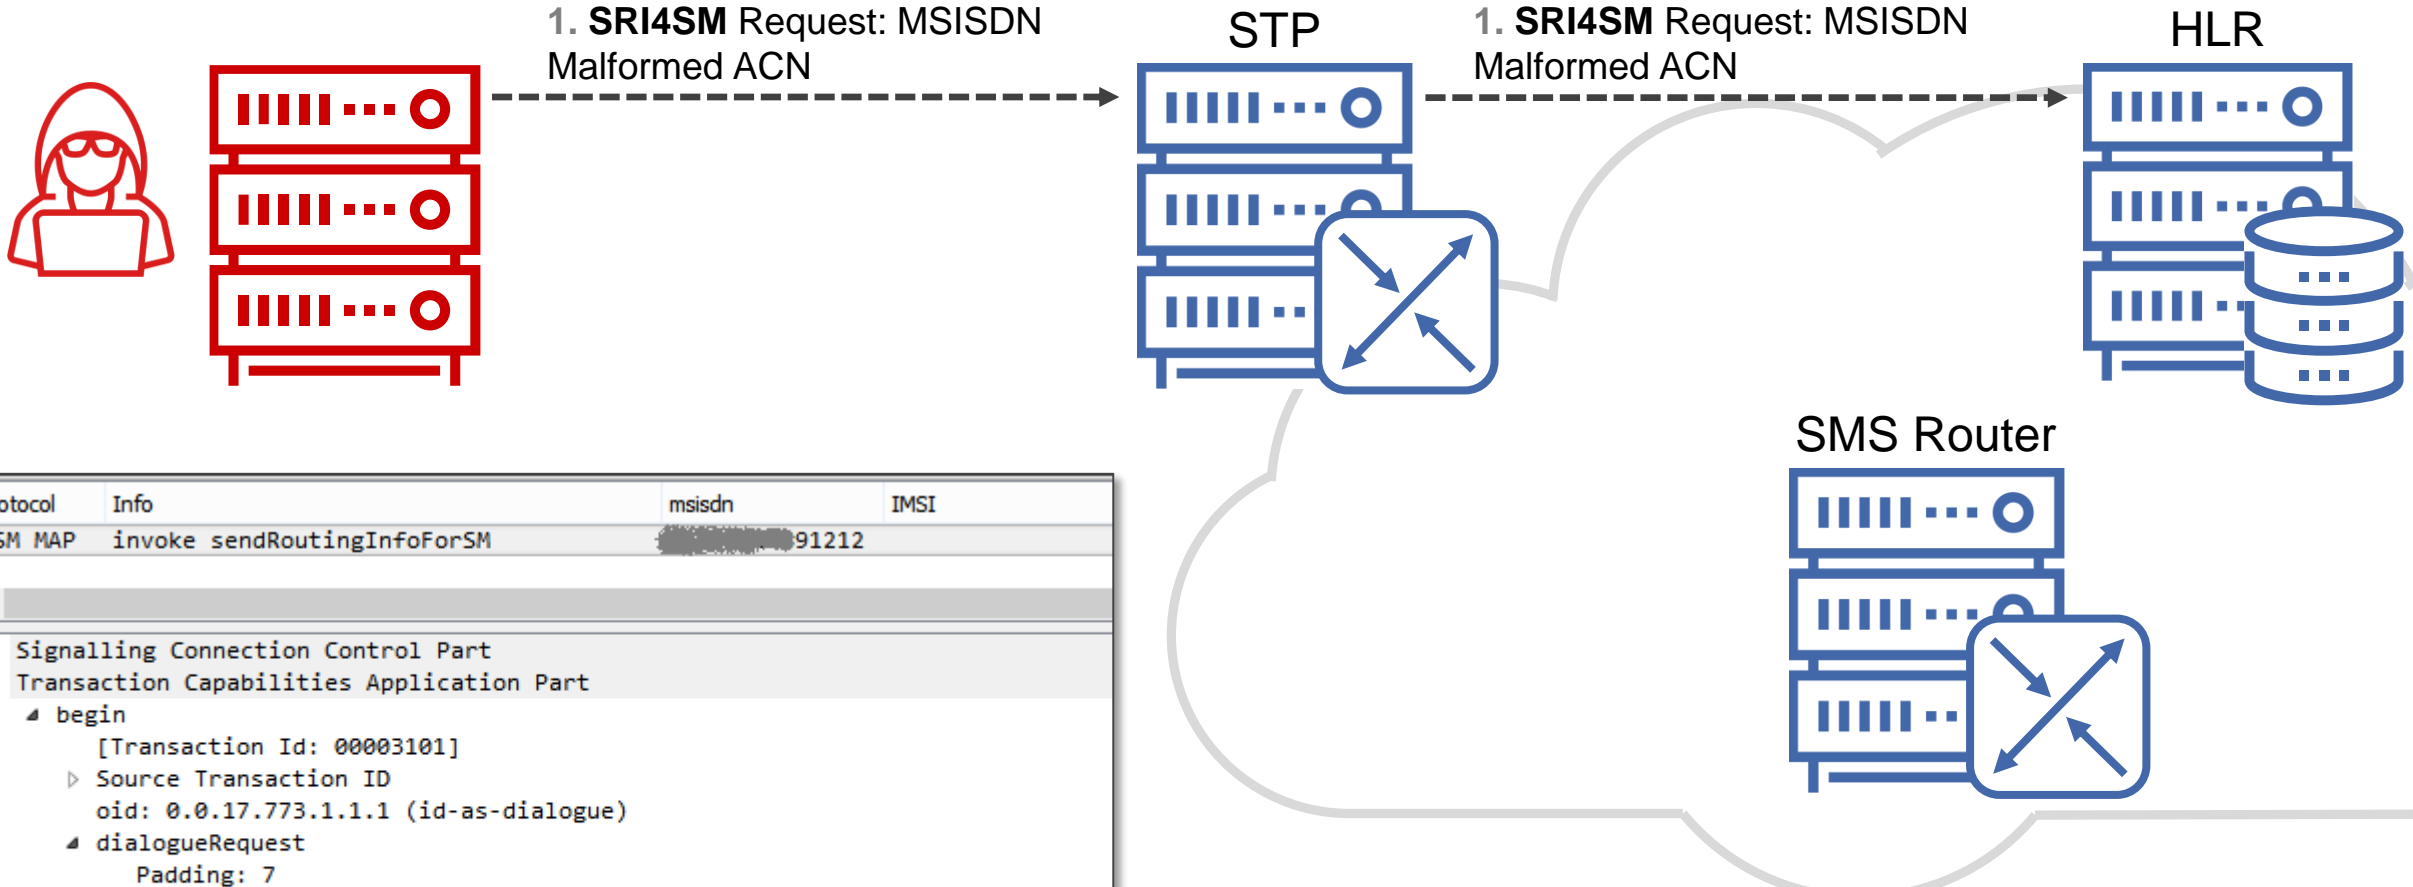 1. SRI4SM Request: MSISDN
Malformed ACN
STP
1. SRI4SM Request: MSISDN
Malformed ACN
HLR
SMS Router
otocol Info msisdn IMSI
SM MAP invoke sendRoutingInfoForSM 91212
Signalling Connection Control Part
Transaction Capabilities Application Part
begin
[Transaction Id: 00003101]
Source Transaction ID
oid: 0.0.17.773.1.1.1 (id-as-dialogue)
dialogueRequest
Padding: 7